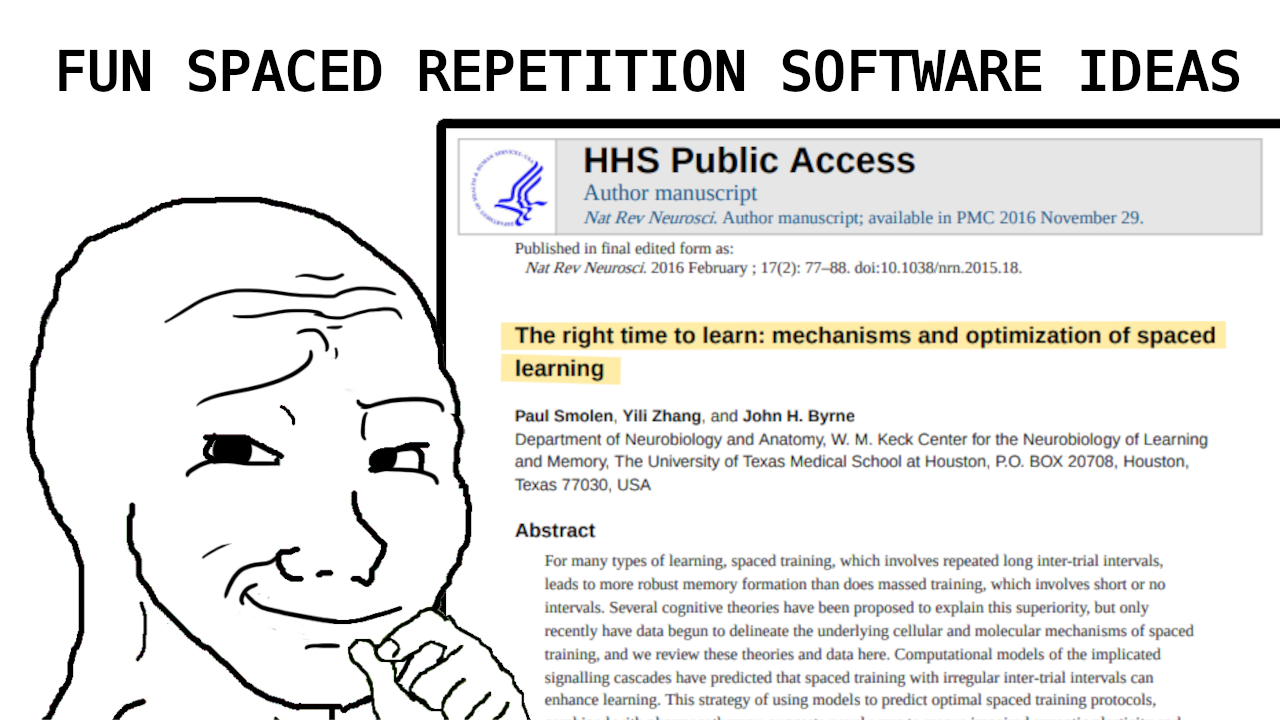 FUN SPACED REPETITION SOFTWARE IDEAS
HHS Public Access
Author manuscript
Nat Rev Neurosci. Author manuscript; available in PMC 2016 November 29.
Published in final edited form as:
Nat Rev Neurosci. 2016 February ; 17(2): 77–88. doi:10.1038/nrn.2015.18.
The right time to learn: mechanisms and optimization of spaced
learning
Paul Smolen, Yili Zhang, and John H. Byrne
Department of Neurobiology and Anatomy, W. M. Keck Center for the Neurobiology of Learning
and Memory, The University of Texas Medical School at Houston, P.O. BOX 20708, Houston,
Texas 77030, USA
Abstract
For many types of learning, spaced training, which involves repeated long inter-trial intervals,
leads to more robust memory formation than does massed training, which involves short or no
intervals. Several cognitive theories have been proposed to explain this superiority, but only
recently have data begun to delineate the underlying cellular and molecular mechanisms of spaced
training, and we review these theories and data here. Computational models of the implicated
signalling cascades have predicted that spaced training with irregular inter-trial intervals can
enhance learning. This strategy of using models to predict optimal spaced training protocols,